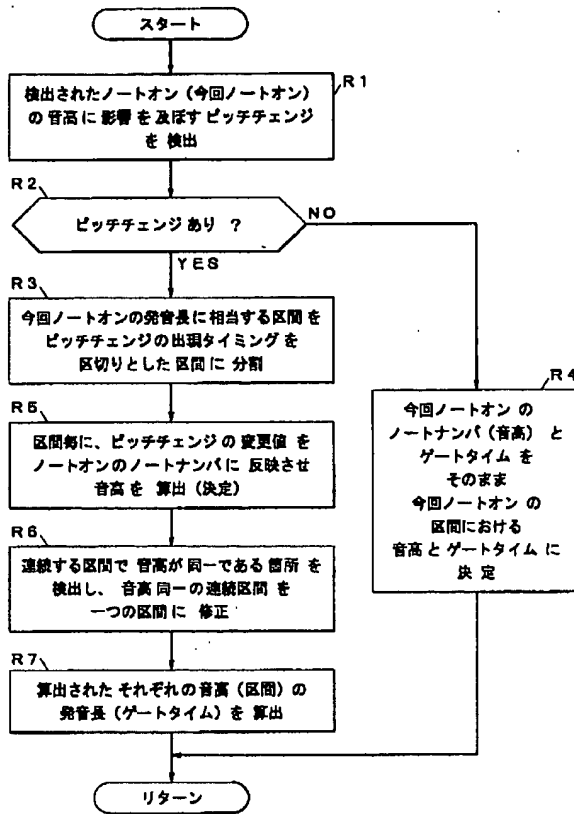 スタート
R1
検出されたノートオン（今回ノートオン）
の音高に影響を及ぼすピッチチェンジ
を検出
R2
ピッチチェンジあり ？
NO
YES
R3
今回ノートオンの発音長に相当する区間を
ピッチチェンジの出現タイミングを
区切りとした区間に分割
R4
今回ノートオンの
ノートナンバ（音高）と
ゲートタイムを
そのまま
今回ノートオンの
区間における
音高とゲートタイムに
決定
R5
区間毎に、ピッチチェンジの変更値を
ノートオンのノートナンバに反映させ
音高を算出（決定）
R6
連続する区間で音高が同一である箇所を
検出し、音高同一の連続区間を
一つの区間に修正
R7
算出されたそれぞれの音高（区間）の
発音長（ゲートタイム）を算出
リターン